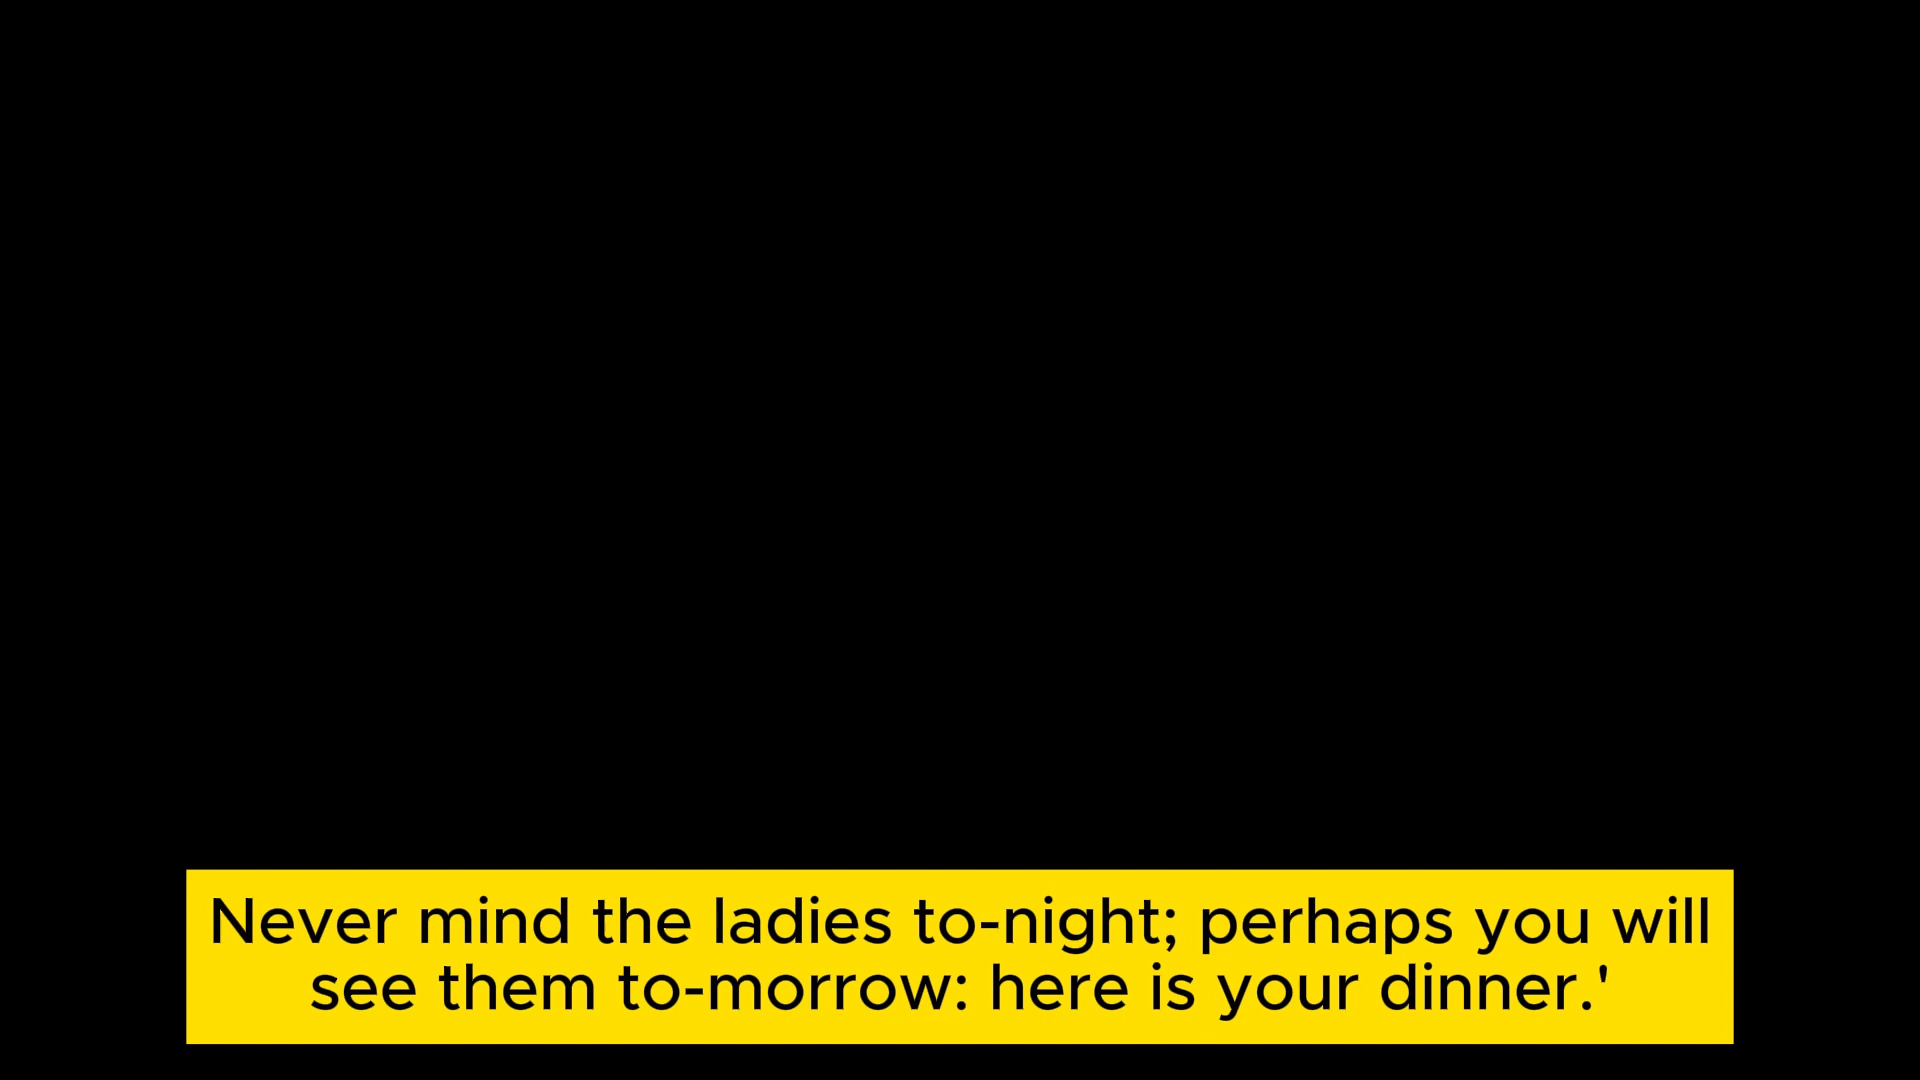 Never mind the ladies to-night; perhaps you will
see them to-morrow: here is your dinner.'